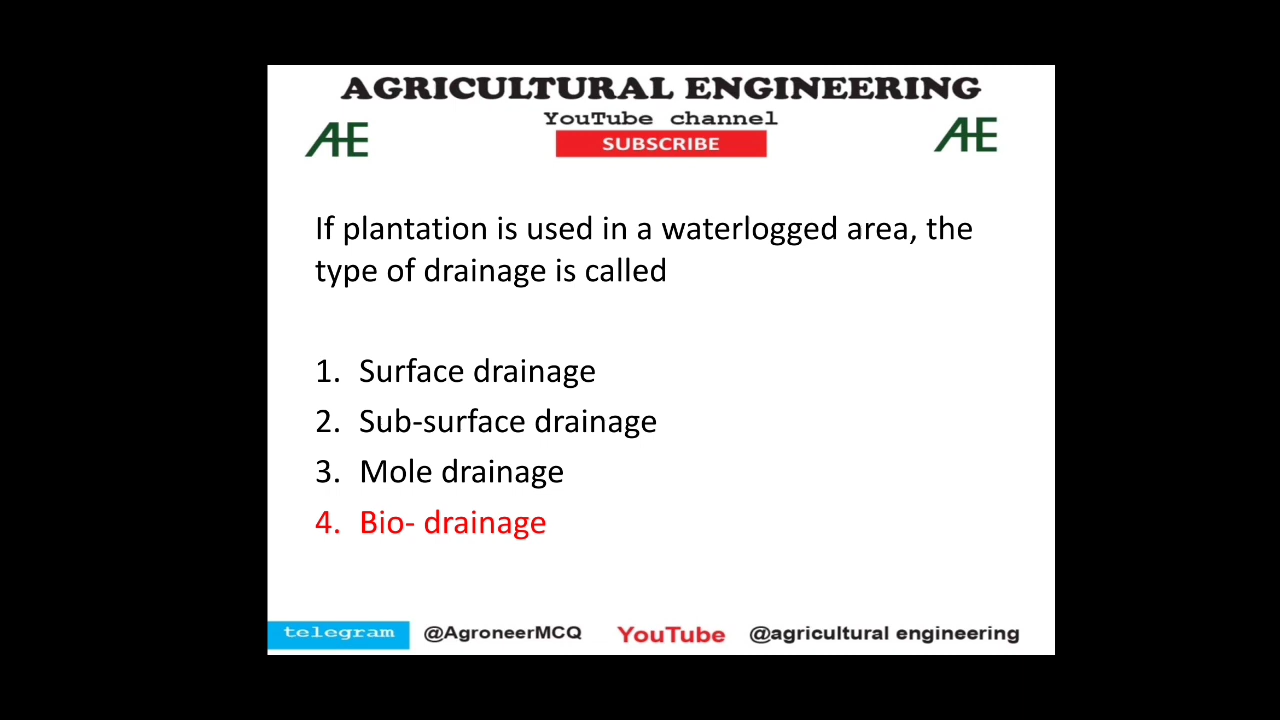 AGRICULTURAL ENGINEERING
YouTube channel
AE
AE
SUBSCRIBE
If plantation is used in a waterlogged area, the
type of drainage is called
1. Surface drainage
2. Sub-surface drainage
3. Mole drainage
4. Bio- drainage
telegram @AgroneerMCQ YouTube @agricultural engineering